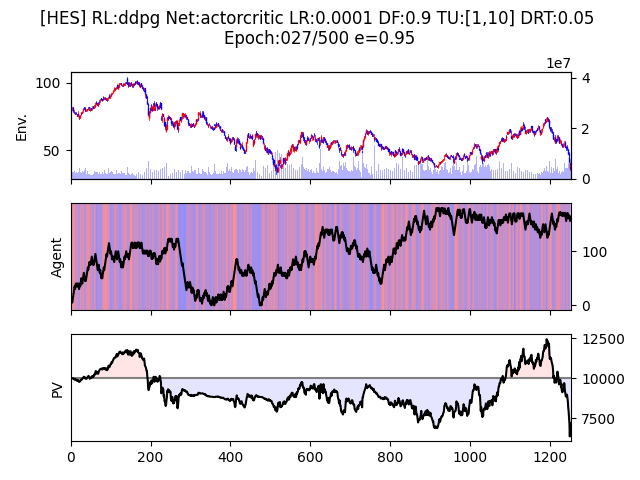 [HES] RL:ddpg Net:actorcritic LR:0.0001 DF:0.9 TU:[1,10] DRT:0.05
Epoch:027/500 e=0.95
1e7
100
50
Env.
4
2
0
Agent
100
0
PV
12500
10000
7500
0 200 400 600 800 1000 1200